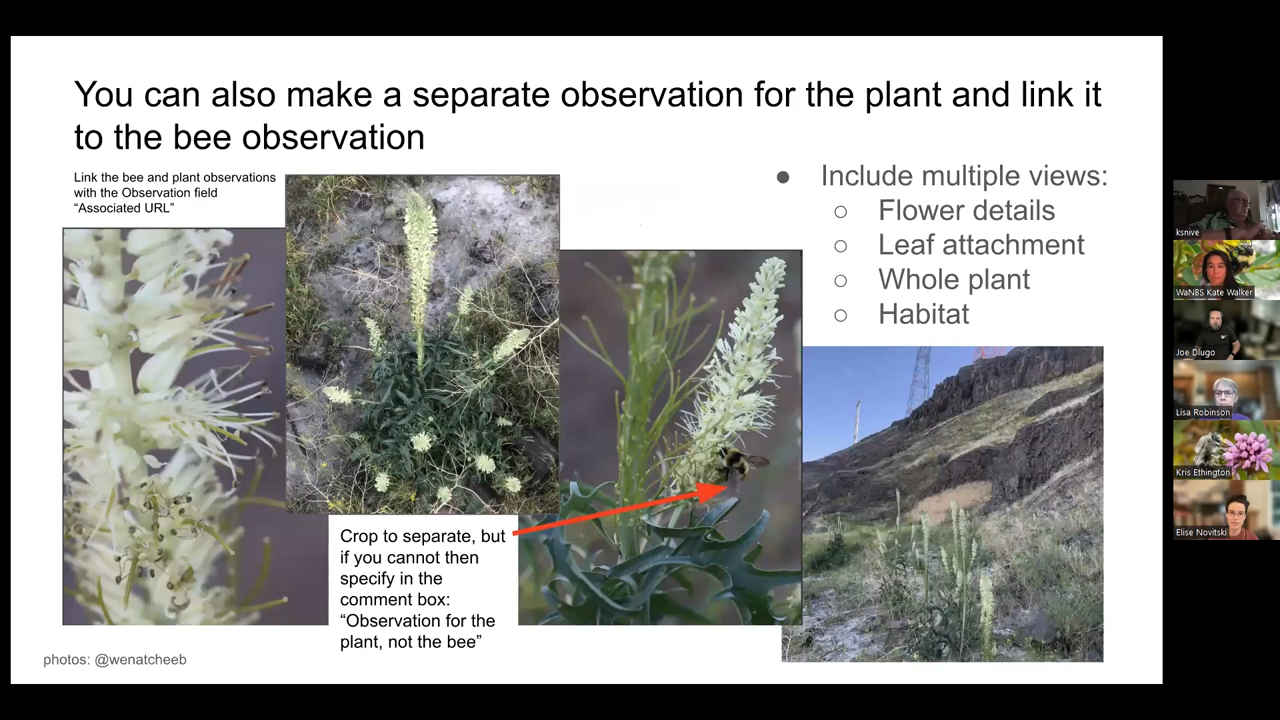 You can also make a separate observation for the plant and link it
to the bee observation
Link the bee and plant observations
with the Observation field
“Associated URL”
● Include multiple views:
○ Flower details
○ Leaf attachment
○ Whole plant
○ Habitat
Crop to separate, but
if you cannot then
specify in the
comment box:
“Observation for the
plant, not the bee”
photos: @wenatcheeb
ksnive
WaNBS Kate Walker
Joe Dlugo
Lisa Robinson
Kris Ethington
Elise Novitski